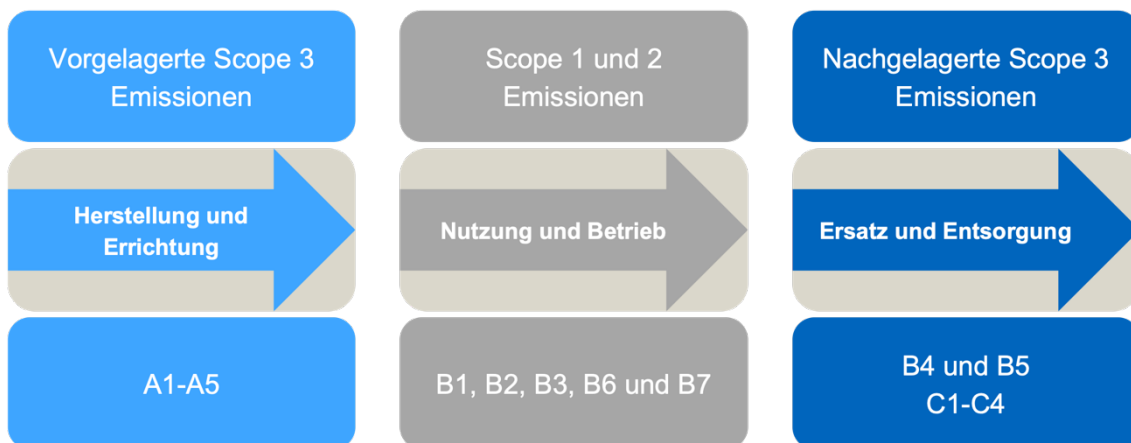 Vorgelagerte Scope 3
Emissionen
Scope 1 und 2
Emissionen
Nachgelagerte Scope 3
Emissionen
Herstellung und
Errichtung
Nutzung und Betrieb
Ersatz und Entsorgung
A1-A5
B1, B2, B3, B6 und B7
B4 und B5
C1-C4